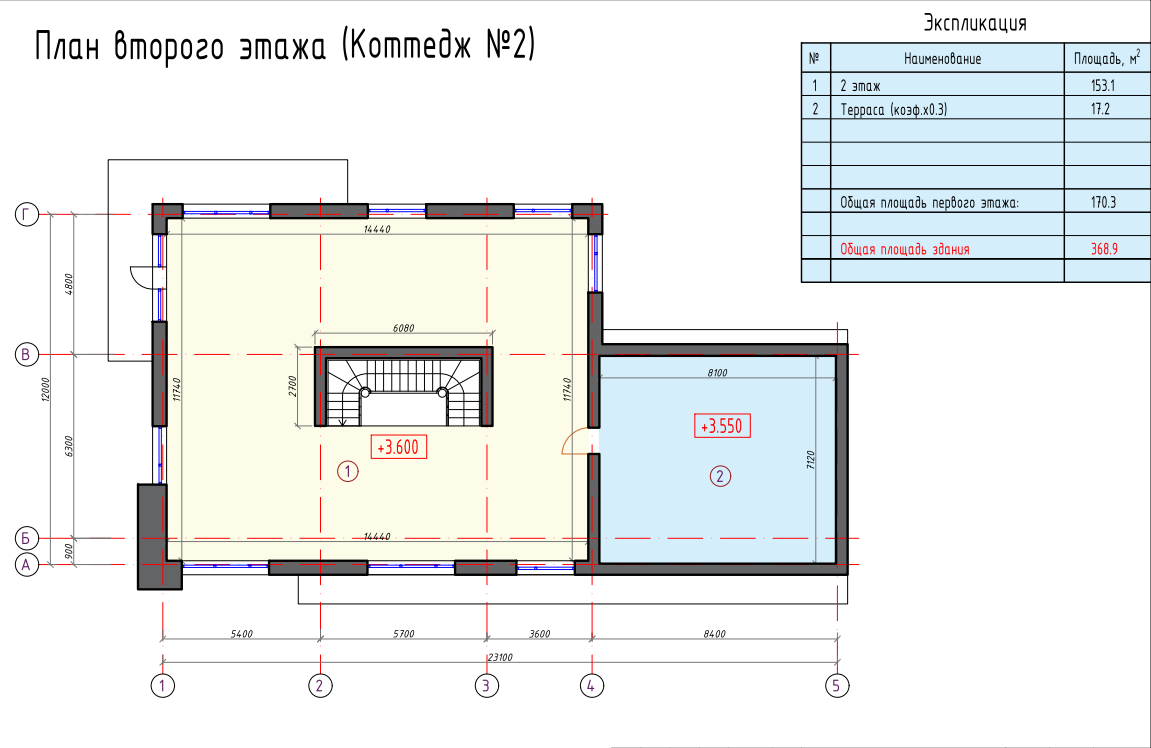 План второго этажа (Коттедж №2)
Экспликация
№ Наименование Площадь, м²
1 2 этаж 153.1
2 Терраса (коэф.х0.3) 17.2
Общая площадь первого этажа: 170.3
Общая площадь здания 368.9
Г
14440
4800
6080
В
8100
12000
11740
2700
11740
+3.550
+3.600
6300
7120
1
2
14440
Б
900
А
5400 5700 3600 8400
23100
1 2 3 4 5